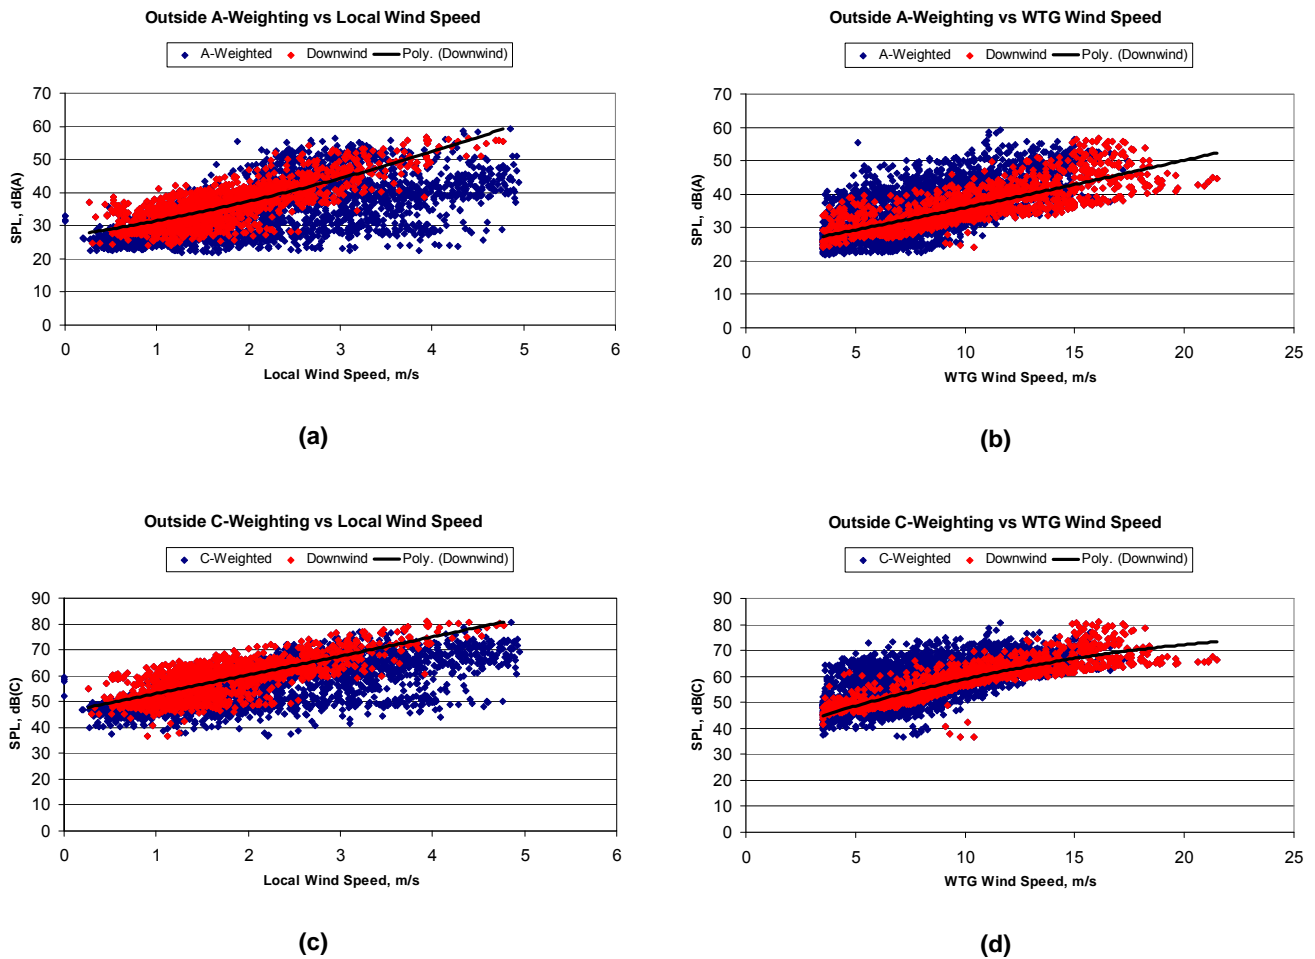 Outside A-Weighting vs Local Wind Speed
A-Weighted Downwind Poly. (Downwind)
70
60
50
40
30
20
10
0
SPL, dB(A)
0 1 2 3 4 5 6
Local Wind Speed, m/s
(a)
Outside A-Weighting vs WTG Wind Speed
A-Weighted Downwind Poly. (Downwind)
70
60
50
40
30
20
10
0
SPL, dB(A)
0 5 10 15 20 25
WTG Wind Speed, m/s
(b)
Outside C-Weighting vs Local Wind Speed
C-Weighted Downwind Poly. (Downwind)
90
80
70
60
50
40
30
20
10
0
SPL, dB(C)
0 1 2 3 4 5 6
Local Wind Speed, m/s
(c)
Outside C-Weighting vs WTG Wind Speed
C-Weighted Downwind Poly. (Downwind)
90
80
70
60
50
40
30
20
10
0
SPL, dB(C)
0 5 10 15 20 25
WTG Wind Speed, m/s
(d)